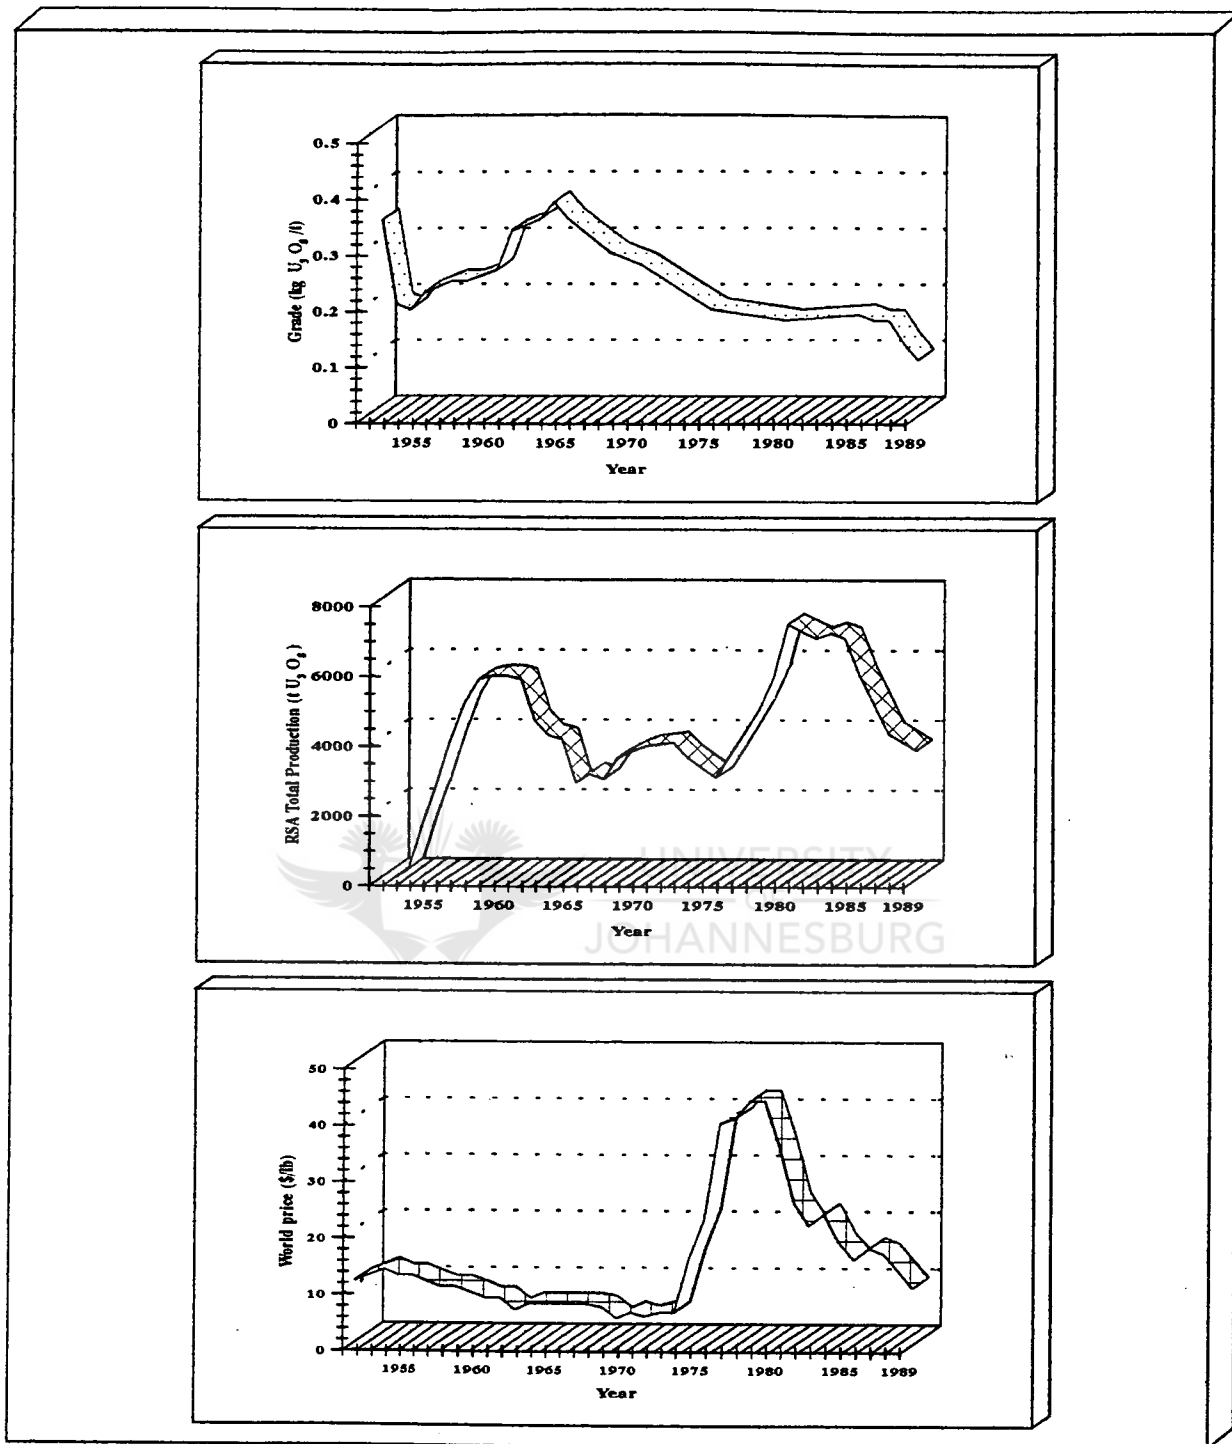 0.5
0.4
0.3
0.2
0.1
0
Grade (kg U3O8/t)
1955 1960 1965 1970 1975 1980 1985 1989
Year
8000
6000
4000
2000
0
RSA Total Production (t U3O8)
1955 1960 1965 1970 1975 1980 1985 1989
Year
UNIVERSITY
OF
JOHANNESBURG
50
40
30
20
10
0
World price ($/lb)
1955 1960 1965 1970 1975 1980 1985 1989
Year